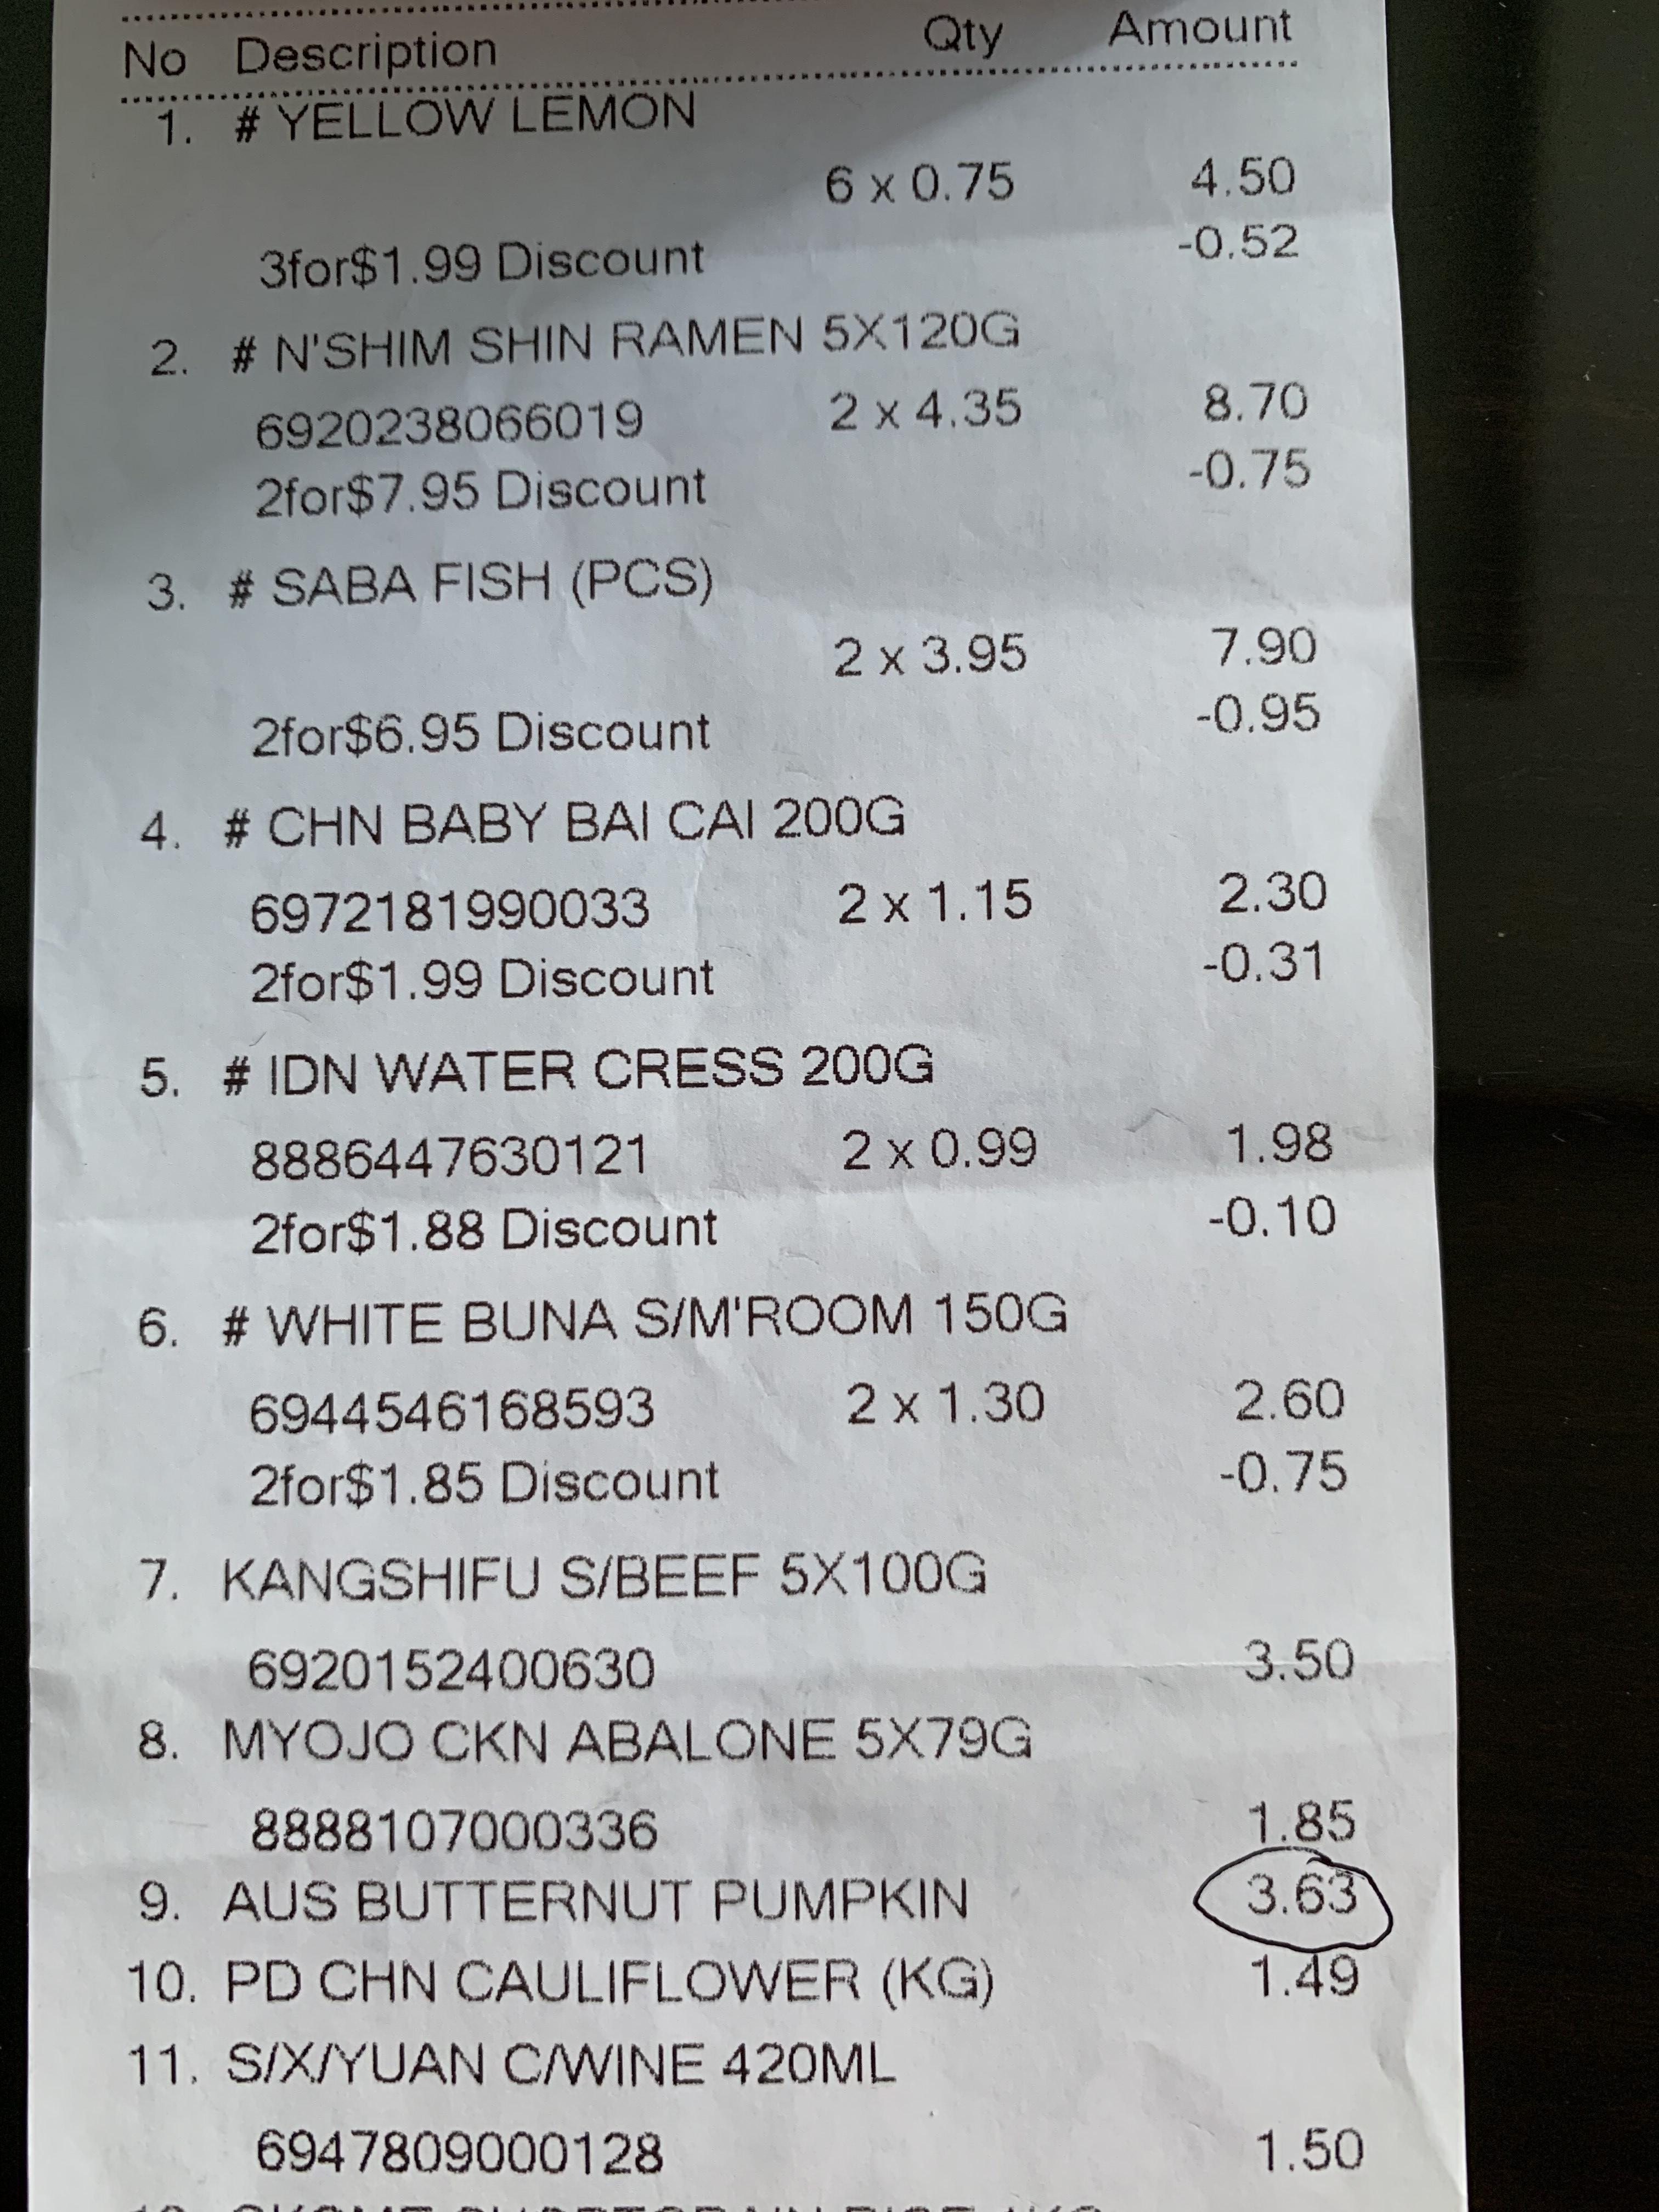 No Description Qty Amount
1. # YELLOW LEMON
6 x 0.75 4.50
3for$1.99 Discount -0.52
2. # N'SHIM SHIN RAMEN 5X120G
6920238066019 2 x 4.35 8.70
2for$7.95 Discount -0.75
3. # SABA FISH (PCS)
2 x 3.95 7.90
2for$6.95 Discount -0.95
4. # CHN BABY BAI CAI 200G
6972181990033 2 x 1.15 2.30
2for$1.99 Discount -0.31
5. # IDN WATER CRESS 200G
8886447630121 2 x 0.99 1.98
2for$1.88 Discount -0.10
6. # WHITE BUNA S/M'ROOM 150G
6944546168593 2 x 1.30 2.60
2for$1.85 Discount -0.75
7. KANGSHIFU S/BEEF 5X100G
6920152400630 3.50
8. MYOJO CKN ABALONE 5X79G
8888107000336 1.85
9. AUS BUTTERNUT PUMPKIN 3.63
10. PD CHN CAULIFLOWER (KG) 1.49
11. S/X/YUAN C/WINE 420ML
6947809000128 1.50